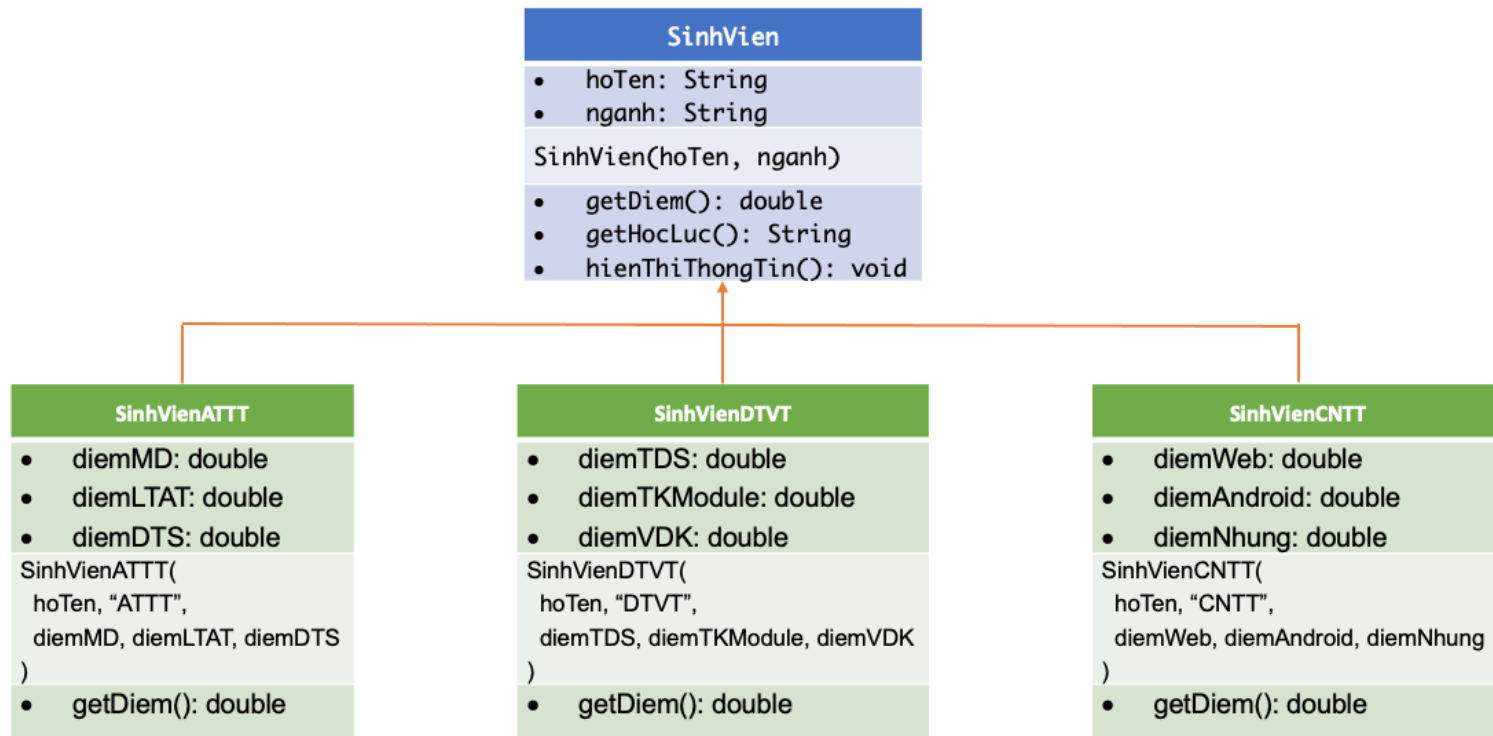 SinhVien
• hoTen: String
• nganh: String
SinhVien(hoTen, nganh)
• getDiem(): double
• getHocLuc(): String
• hienThiThongTin(): void
SinhVienATTT
• diemMD: double
• diemLTAT: double
• diemDTS: double
SinhVienATTT(
hoTen, “ATTT”,
diemMD, diemLTAT, diemDTS
)
• getDiem(): double
SinhVienDTVT
• diemTDS: double
• diemTKModule: double
• diemVDK: double
SinhVienDTVT(
hoTen, “DTVT”,
diemTDS, diemTKModule, diemVDK
)
• getDiem(): double
SinhVienCNTT
• diemWeb: double
• diemAndroid: double
• diemNhung: double
SinhVienCNTT(
hoTen, “CNTT”,
diemWeb, diemAndroid, diemNhung
)
• getDiem(): double